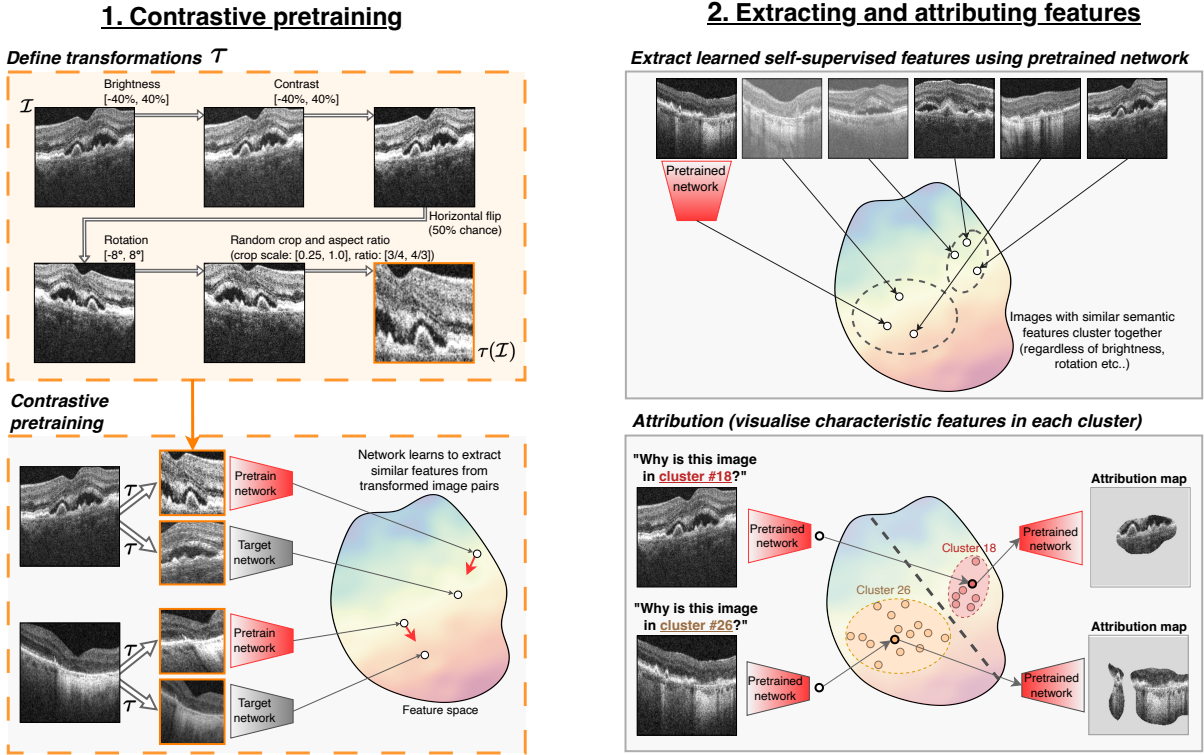 1. Contrastive pretraining
Define transformations τ
I
Brightness
[-40%, 40%]
Contrast
[-40%, 40%]
Horizontal flip
(50% chance)
Rotation
[-8°, 8°]
Random crop and aspect ratio
(crop scale: [0.25, 1.0], ratio: [3/4, 4/3])
τ(I)
Contrastive
pretraining
τ
τ
Pretrain
network
Target
network
τ
τ
Pretrain
network
Target
network
Network learns to extract
similar features from
transformed image pairs
Feature space
2. Extracting and attributing features
Extract learned self-supervised features using pretrained network
Pretrained
network
Images with similar semantic
features cluster together
(regardless of brightness,
rotation etc..)
Attribution (visualise characteristic features in each cluster)
"Why is this image
in cluster #18?"
Pretrained
network
Cluster 18
Pretrained
network
Attribution map
Cluster 26
"Why is this image
in cluster #26?"
Pretrained
network
Pretrained
network
Attribution map